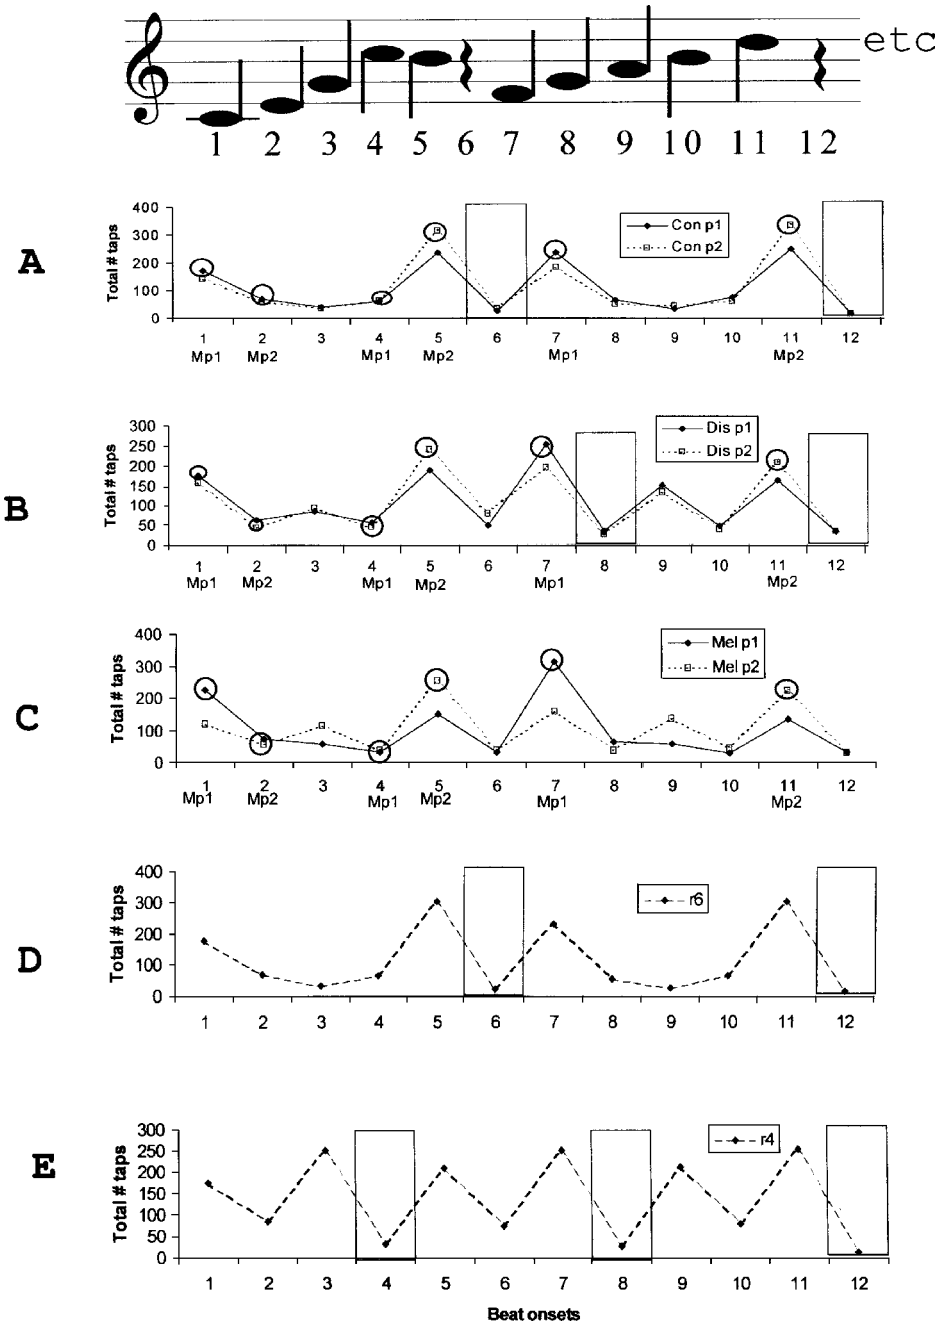 etc
1 2 3 4 5 6 7 8 9 10 11 12
A
Total # taps
400
300
200
100
0
Con p1
Con p2
1 2 3 4 5 6 7 8 9 10 11 12
Mp1 Mp2 Mp1 Mp2 Mp1 Mp2
B
Total # taps
300
250
200
150
100
50
0
Dis p1
Dis p2
1 2 3 4 5 6 7 8 9 10 11 12
Mp1 Mp2 Mp1 Mp2 Mp1 Mp2
C
Total # taps
400
300
200
100
0
Mel p1
Mel p2
1 2 3 4 5 6 7 8 9 10 11 12
Mp1 Mp2 Mp1 Mp2 Mp1 Mp2
D
Total # taps
400
300
200
100
0
r6
1 2 3 4 5 6 7 8 9 10 11 12
E
Total # taps
300
250
200
150
100
50
0
r4
1 2 3 4 5 6 7 8 9 10 11 12
Beat onsets